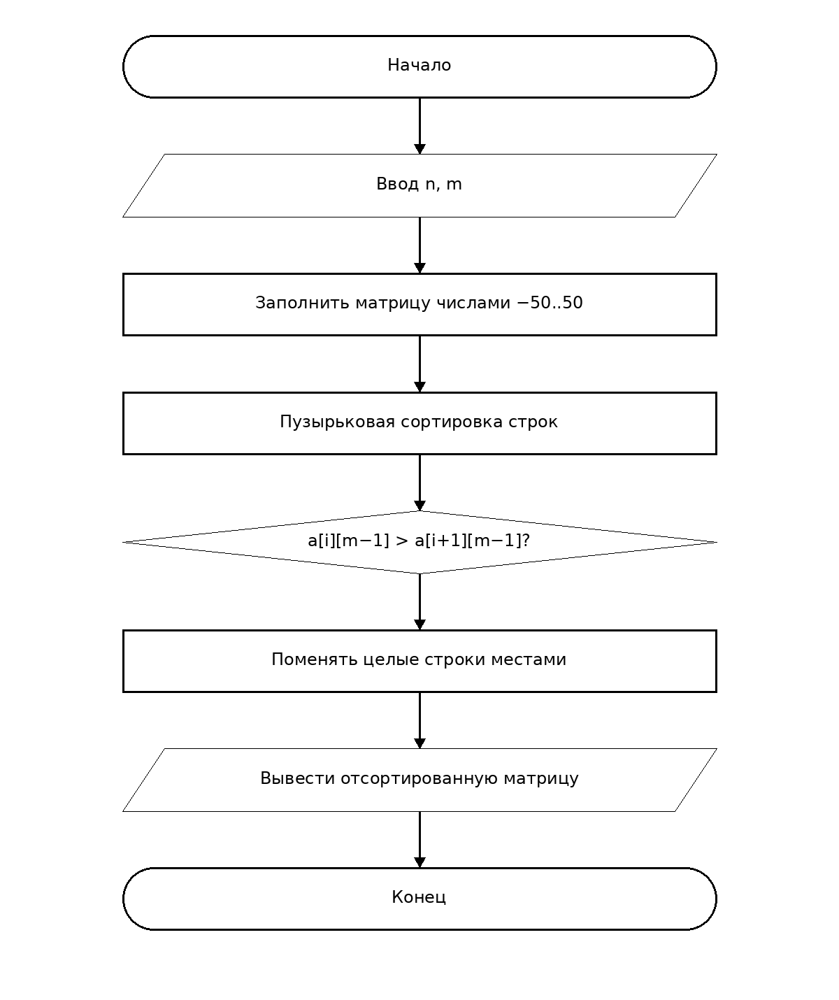 Начало
Ввод n, m
Заполнить матрицу числами −50..50
Пузырьковая сортировка строк
a[i][m−1] > a[i+1][m−1]?
Поменять целые строки местами
Вывести отсортированную матрицу
Конец